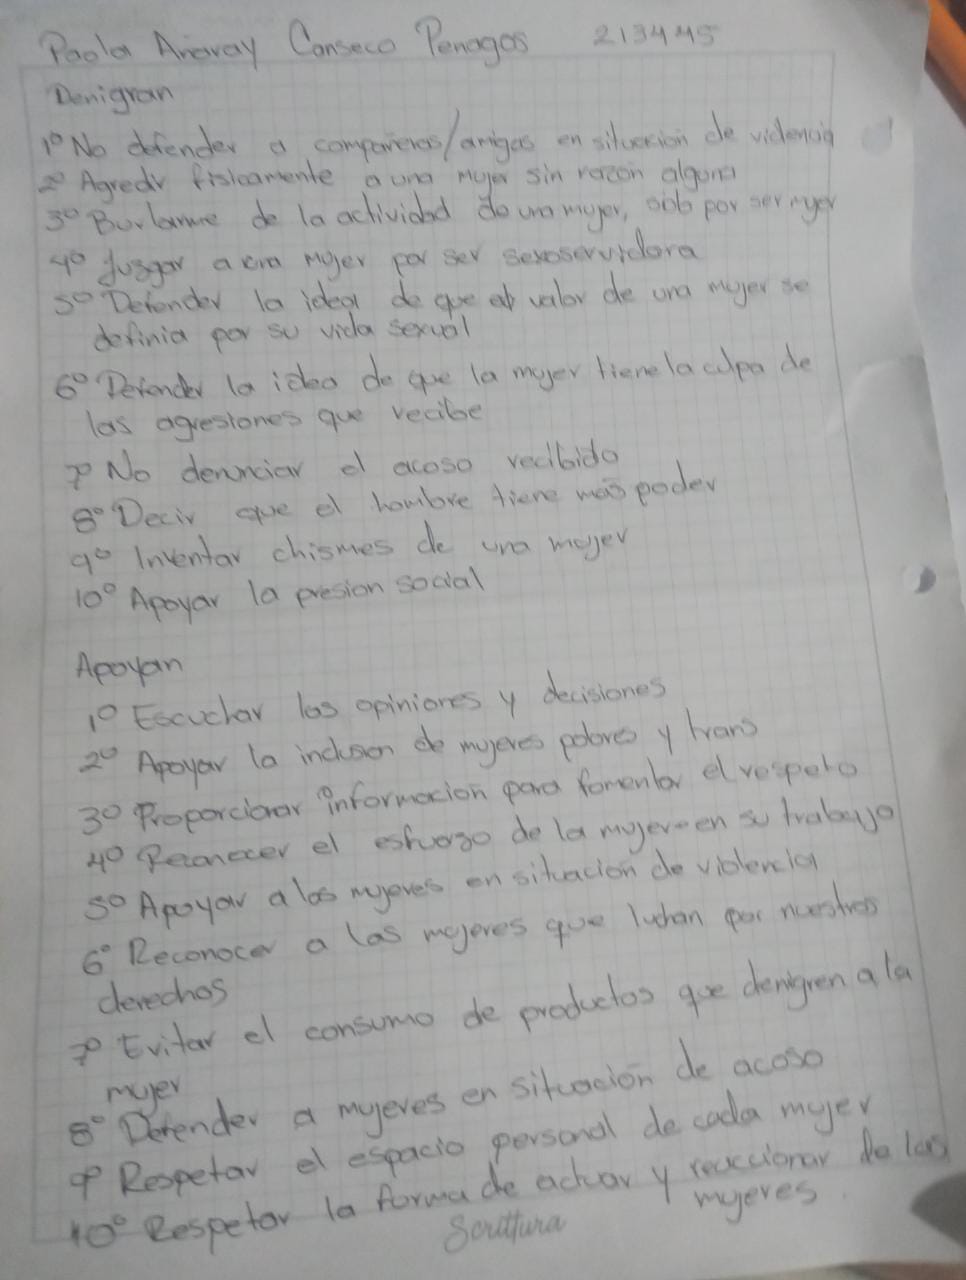 Paola Anavay Canseco Penagos 213445
Denigran
1° No defender a compañeras/amigas en situación de violencia
2° Agredir fisicamente a una mujer sin razón alguna
3° Burlarme de la actividad de una mujer, solo por ser mujer
4° Juzgar a una mujer por ser sexoservidora
5° Defender la idea de que el valor de una mujer se
definia por su vida sexual
6° Defender la idea de que la mujer tiene la culpa de
las agresiones que recibe
7° No denunciar el acoso recibido
8° Decir que el hombre tiene más poder
9° Inventar chismes de una mujer
10° Apoyar la presion social
Apoyan
1° Escuchar las opiniones y decisiones
2° Apoyar la inclusion de mujeres pobres y trans
3° Proporcionar información para fomentar el respeto
4° Reconocer el esfuerzo de la mujer en su trabajo
5° Apoyar a las mujeres en situación de violencia
6° Reconocer a las mujeres que luchan por nuestros
derechos
7° Evitar el consumo de productos que denigren a la
mujer
8° Defender a mujeres en situación de acoso
9° Respetar el espacio personal de cada mujer
10° Respetar la forma de actuar y reaccionar de las
mujeres.
Scrittura